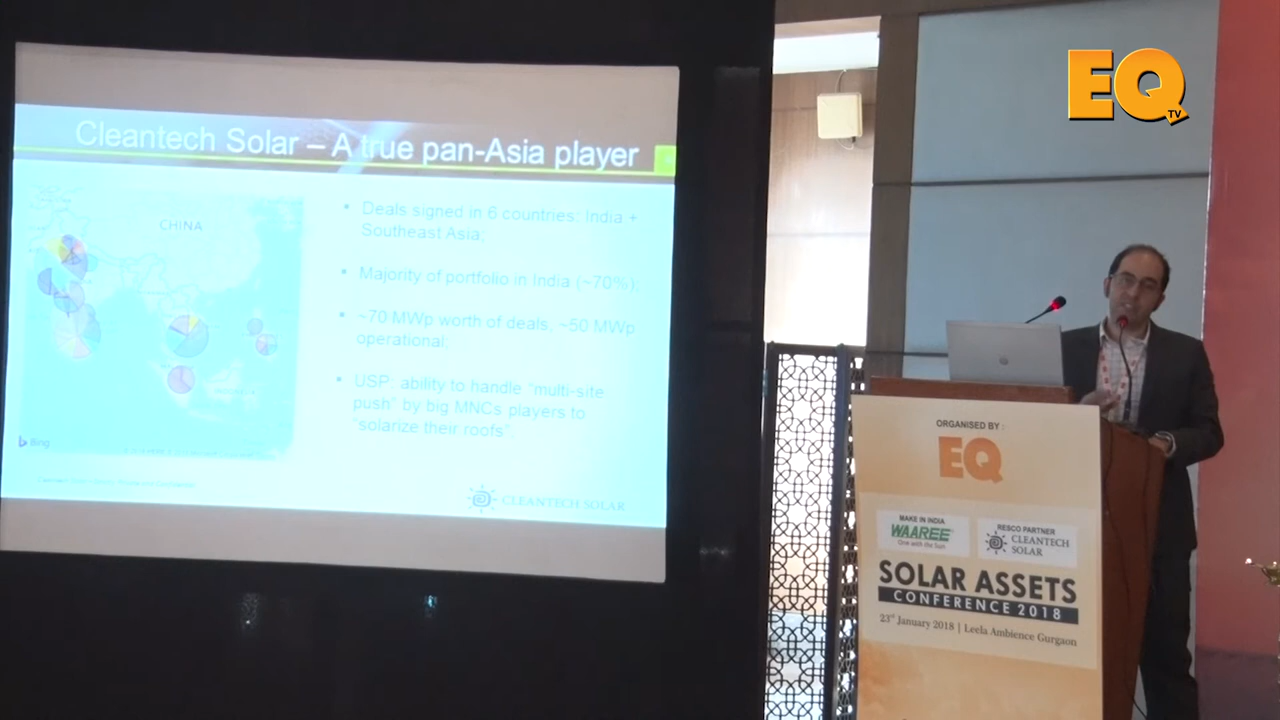 Cleantech Solar – A true pan-Asia player
CHINA
Bing
• Deals signed in 6 countries: India +
Southeast Asia;
• Majority of portfolio in India (~70%);
• ~70 MWp worth of deals, ~50 MWp
operational;
• USP: ability to handle “multi-site
push” by big MNCs players to
“solarize their roofs”
CLEANTECH SOLAR
EQ
TV
ORGANISED BY :
EQ
MAKE IN INDIA
WAAREE
One with the Sun
RESCO PARTNER
CLEANTECH
SOLAR
SOLAR ASSETS
CONFERENCE 2018
23rd January 2018 | Leela Ambience Gurgaon